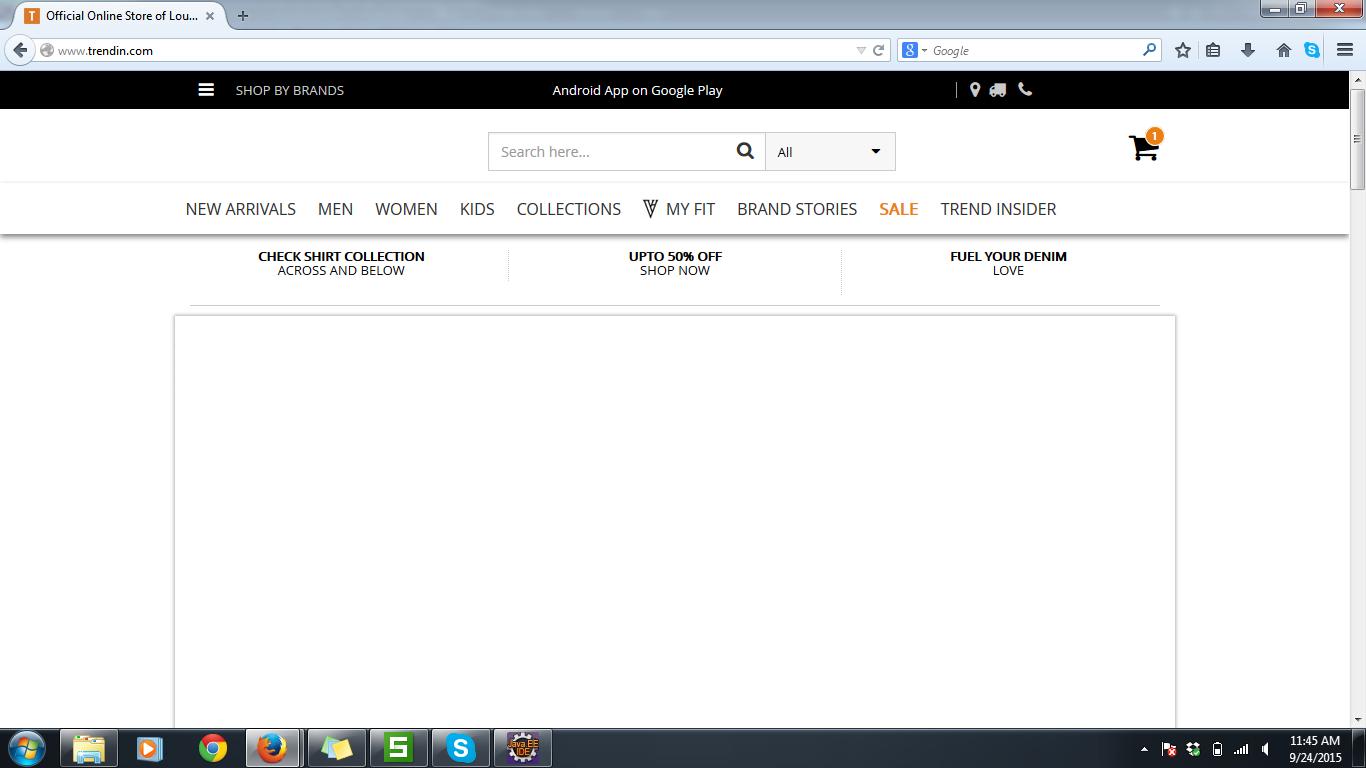 T Official Online Store of Lou...
www.trendin.com
8 Google
SHOP BY BRANDS
Android App on Google Play
Search here...
All
1
NEW ARRIVALS MEN WOMEN KIDS COLLECTIONS MY FIT BRAND STORIES SALE TREND INSIDER
CHECK SHIRT COLLECTION
ACROSS AND BELOW
UPTO 50% OFF
SHOP NOW
FUEL YOUR DENIM
LOVE
S
S
Java EE
IDE
11:45 AM
9/24/2015